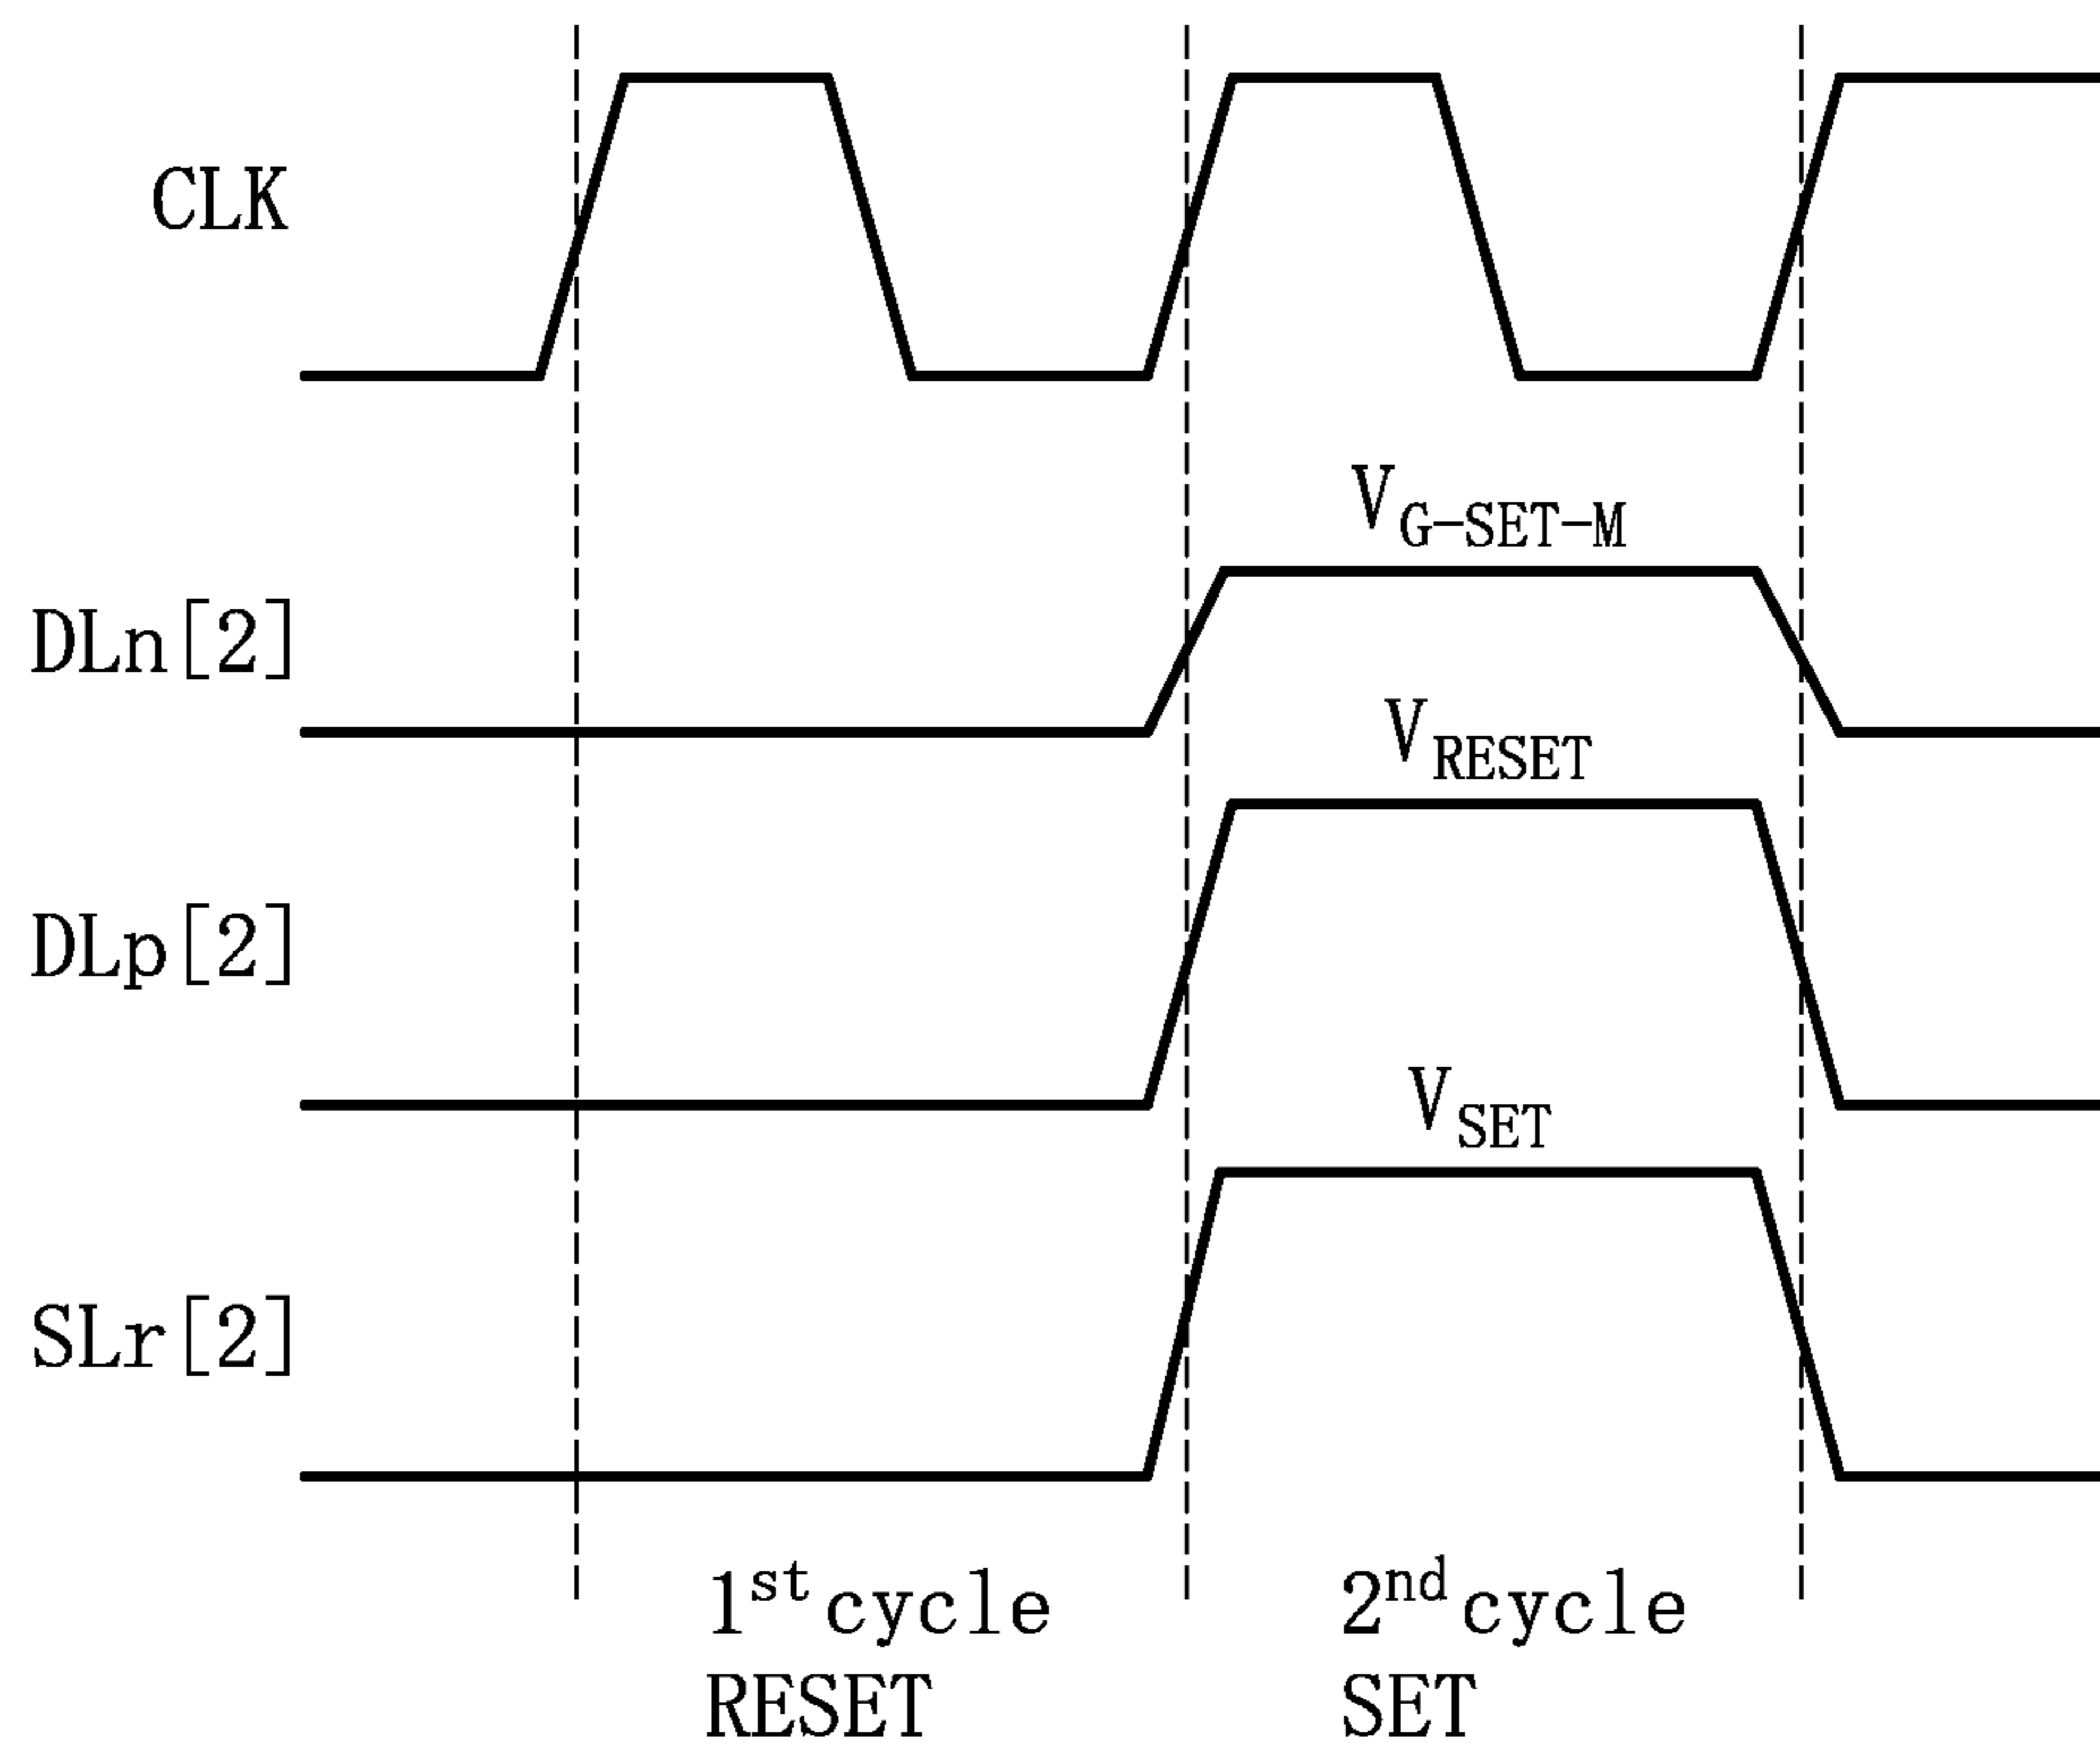 CLK
V_G-SET-M
DLn[2]
V_RESET
DLp[2]
V_SET
SLr[2]
1st cycle 2nd cycle
RESET SET